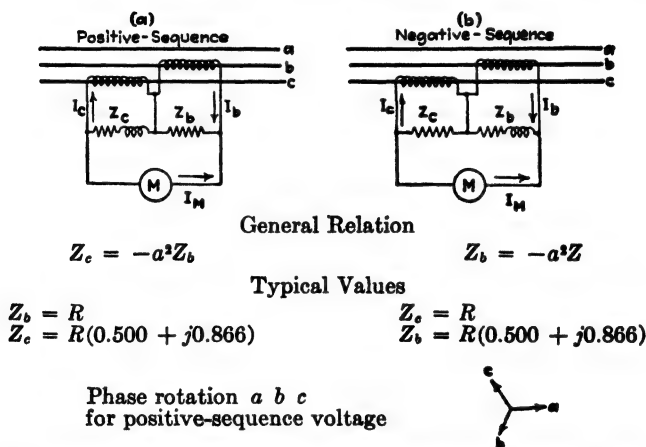 (a)
Positive-Sequence
(b)
Negative-Sequence
a
b
c
a
b
c
I_c
Z_c
Z_b
I_b
I_c
Z_c
Z_b
I_b
M
I_M
M
I_M
General Relation
Z_c = -a²Z_b
Z_b = -a²Z
Typical Values
Z_b = R
Z_c = R(0.500 + j0.866)
Z_c = R
Z_b = R(0.500 + j0.866)
Phase rotation a b c
for positive-sequence voltage
c
a
b